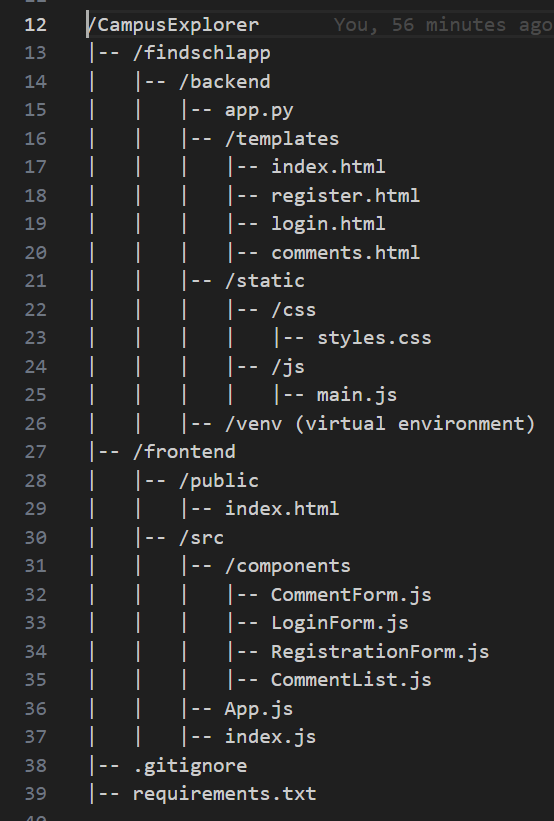 12 /CampusExplorer You, 56 minutes ago
13 |-- /findschlapp
14 |   |-- /backend
15 |   |   |-- app.py
16 |   |   |-- /templates
17 |   |   |   |-- index.html
18 |   |   |   |-- register.html
19 |   |   |   |-- login.html
20 |   |   |   |-- comments.html
21 |   |   |-- /static
22 |   |   |   |-- /css
23 |   |   |   |   |-- styles.css
24 |   |   |   |-- /js
25 |   |   |   |   |-- main.js
26 |   |   |-- /venv (virtual environment)
27 |-- /frontend
28 |   |-- /public
29 |   |   |-- index.html
30 |   |-- /src
31 |   |   |-- /components
32 |   |   |   |-- CommentForm.js
33 |   |   |   |-- LoginForm.js
34 |   |   |   |-- RegistrationForm.js
35 |   |   |   |-- CommentList.js
36 |   |   |-- App.js
37 |   |   |-- index.js
38 |-- .gitignore
39 |-- requirements.txt